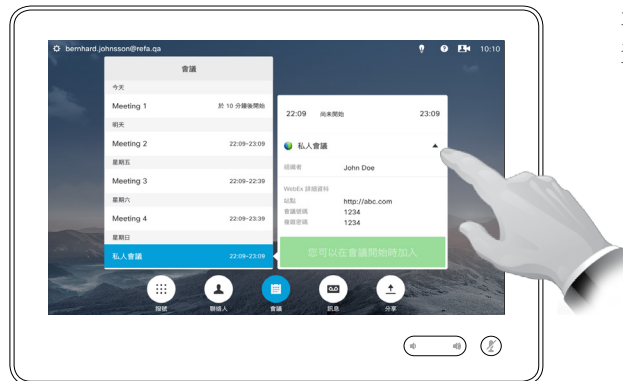 bernhard.johnsson@refa.qa
10:10
會議
今天
Meeting 1 於 10 分鐘後開始
明天
Meeting 2 22:09-23:09
星期五
Meeting 3 22:09-22:39
星期六
Meeting 4 22:09-23:39
星期日
私人會議 22:09-23:09
22:09 尚未開始 23:09
私人會議
組織者 John Doe
WebEx 詳細資料
站點 http://abc.com
會議號碼 1234
複雜密碼 1234
您可以在會議開始時加入
撥號 聯絡人 會議 訊息 分享